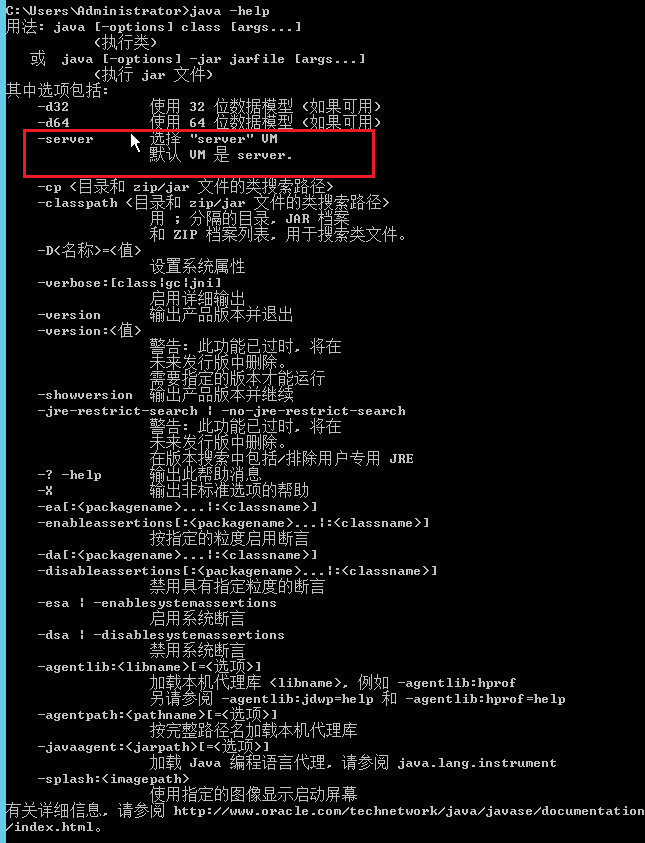 C:\Users\Administrator>java -help
用法: java [-options] class [args...]
(执行类)
或 java [-options] -jar jarfile [args...]
(执行 jar 文件)
其中选项包括:
-d32 使用 32 位数据模型 (如果可用)
-d64 使用 64 位数据模型 (如果可用)
-server 选择 "server" VM
默认 VM 是 server.
-cp <目录和 zip/jar 文件的类搜索路径>
-classpath <目录和 zip/jar 文件的类搜索路径>
用 ; 分隔的目录, JAR 档案
和 ZIP 档案列表, 用于搜索类文件。
-D<名称>=<值>
设置系统属性
-verbose:[class|gc|jni]
启用详细输出
-version 输出产品版本并退出
-version:<值>
警告: 此功能已过时, 将在
未来发行版中删除。
需要指定的版本才能运行
-showversion 输出产品版本并继续
-jre-restrict-search | -no-jre-restrict-search
警告: 此功能已过时, 将在
未来发行版中删除。
在版本搜索中包括/排除用户专用 JRE
-? -help 输出此帮助消息
-X 输出非标准选项的帮助
-ea[:<packagename>...|:<classname>]
-enableassertions[:<packagename>...|:<classname>]
按指定的粒度启用断言
-da[:<packagename>...|:<classname>]
-disableassertions[:<packagename>...|:<classname>]
禁用具有指定粒度的断言
-esa | -enablesystemassertions
启用系统断言
-dsa | -disablesystemassertions
禁用系统断言
-agentlib:<libname>[=<选项>]
加载本机代理库 <libname>, 例如 -agentlib:hprof
另请参阅 -agentlib:jdwp=help 和 -agentlib:hprof=help
-agentpath:<pathname>[=<选项>]
按完整路径名加载本机代理库
-javaagent:<jarpath>[=<选项>]
加载 Java 编程语言代理, 请参阅 java.lang.instrument
-splash:<imagepath>
使用指定的图像显示启动屏幕
有关详细信息, 请参阅 http://www.oracle.com/technetwork/java/javase/documentation
/index.html。